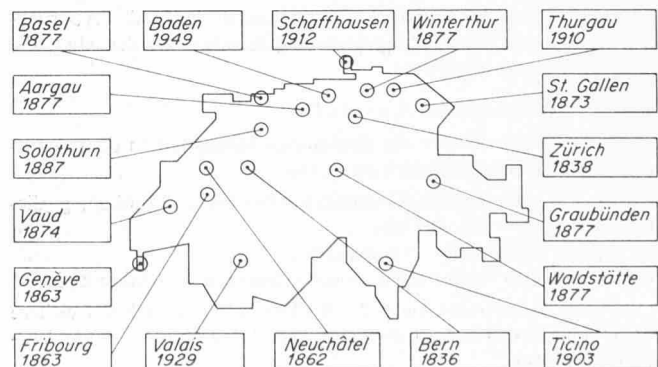 Basel
1877
Baden
1949
Schaffhausen
1912
Winterthur
1877
Thurgau
1910
Aargau
1877
St. Gallen
1873
Solothurn
1887
Zürich
1838
Vaud
1874
Graubünden
1877
Genève
1863
Waldstätte
1877
Fribourg
1863
Valais
1929
Neuchâtel
1862
Bern
1836
Ticino
1903